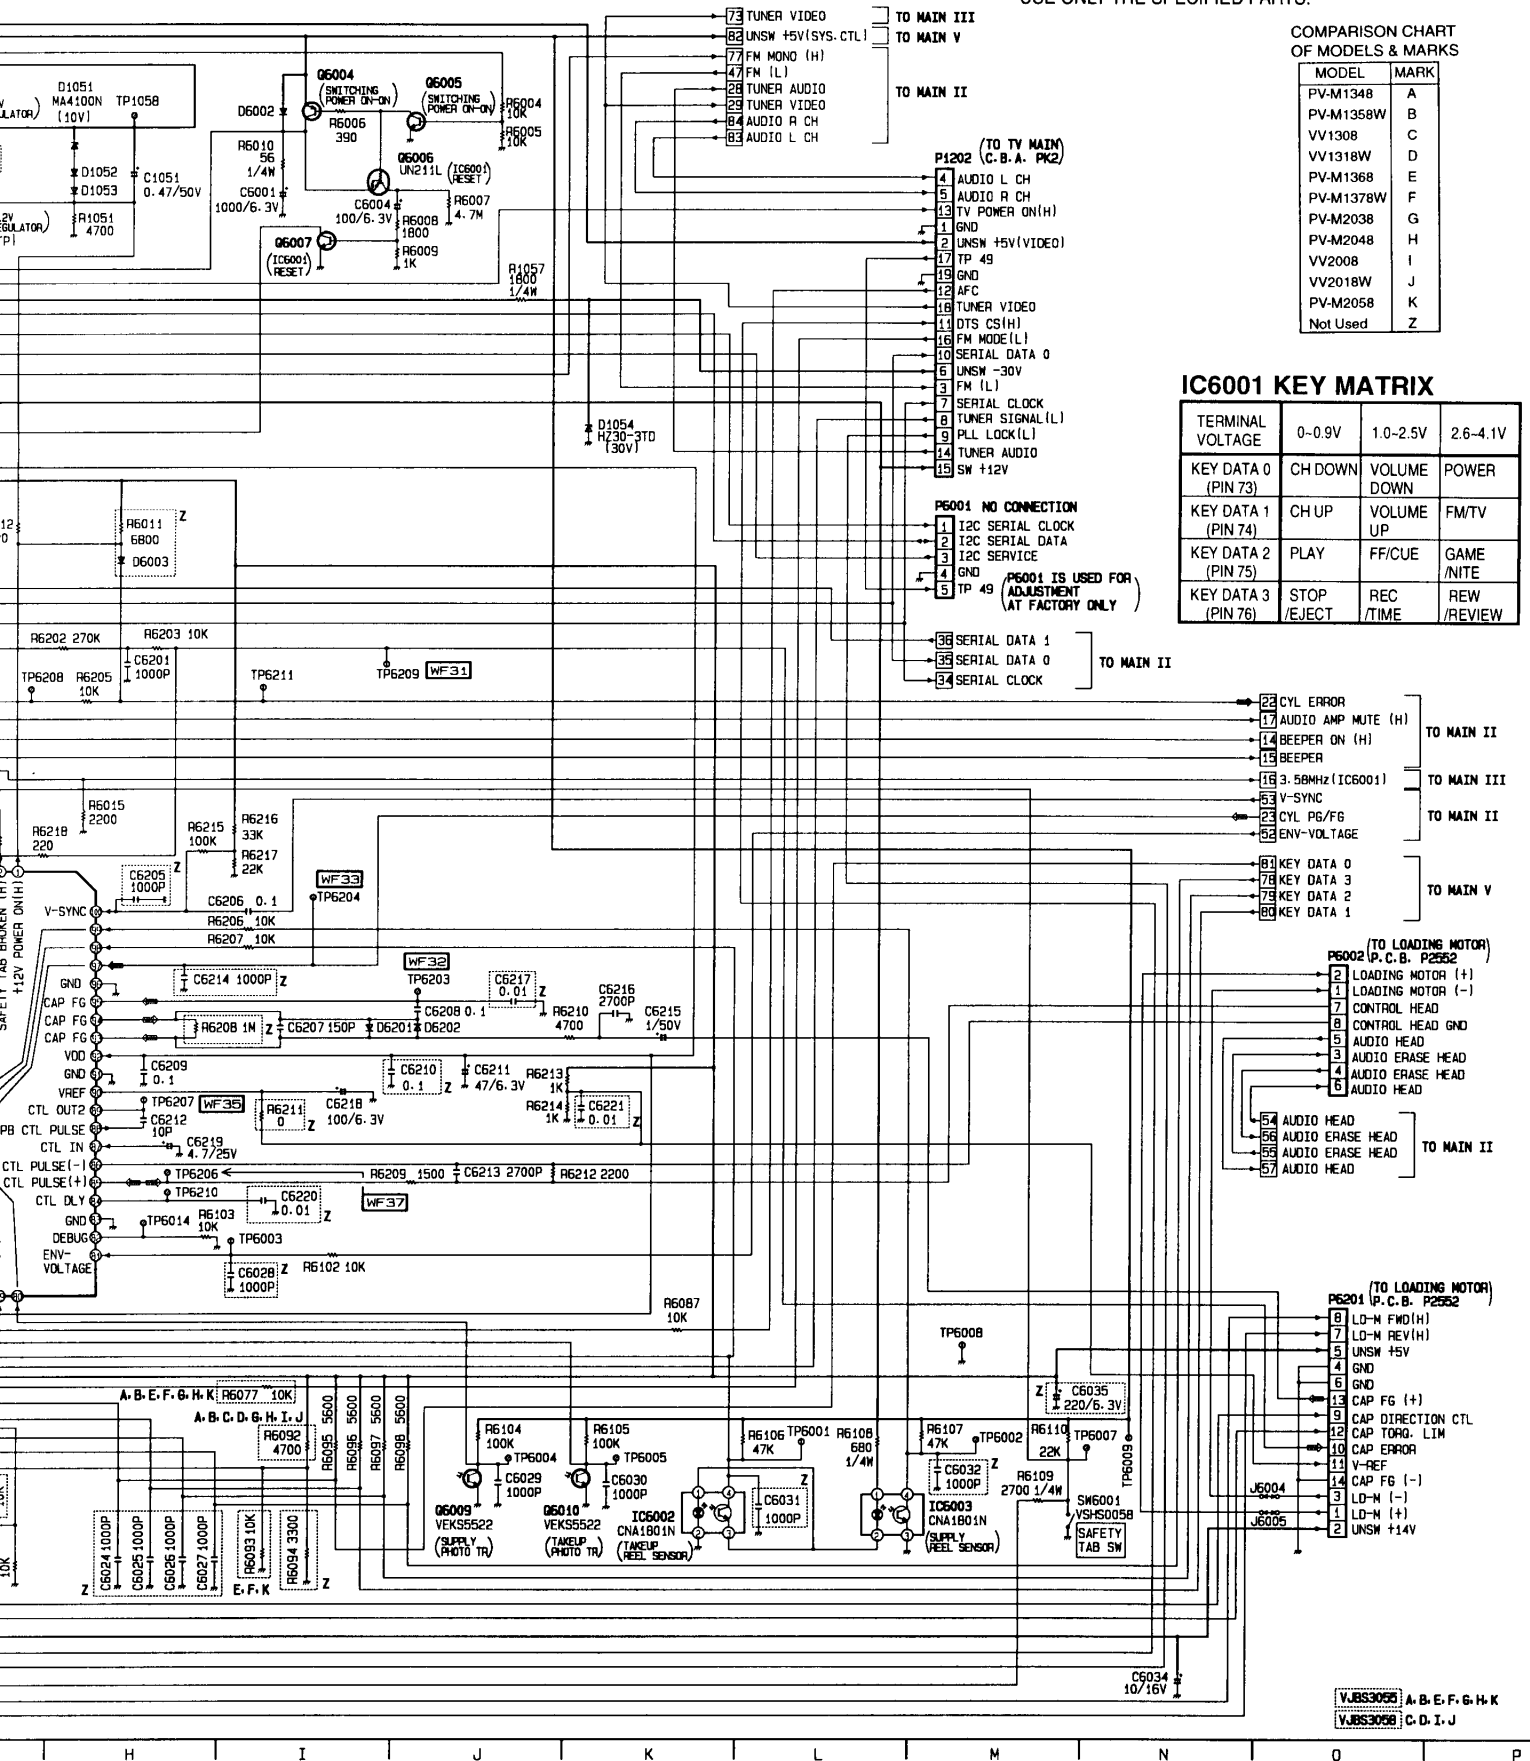 73 TUNER VIDEO
TO MAIN III
82 UNSW +5V(SYS.CTL)
TO MAIN V
77 FM MONO (H)
47 FM (L)
28 TUNER AUDIO
29 TUNER VIDEO
84 AUDIO R CH
83 AUDIO L CH
TO MAIN II
COMPARISON CHART
OF MODELS & MARKS
MODEL MARK
PV-M1348 A
PV-M1358W B
VV1308 C
VV1318W D
PV-M1368 E
PV-M1378W F
PV-M2038 G
PV-M2048 H
VV2008 I
VV2018W J
PV-M2058 K
Not Used Z
D1051
MA4100N
(10V)
TP1058
D1052
D1053
C1051
0.47/50V
R1051
4700
D6002
Q6004
(SWITCHING
POWER ON-ON)
Q6005
(SWITCHING
POWER ON-ON)
R6004
10K
R6005
10K
R6006
390
R6010
56
1/4W
Q6006
UN211L
(IC6001
RESET)
C6001
1000/6.3V
C6004
100/6.3V
R6007
4.7M
R6008
1800
R6009
1K
Q6007
(IC6001
RESET)
R1057
1800
1/4W
D1054
HZ30-3TD
(30V)
P1202
(TO TV MAIN
C.B.A. PK2)
4 AUDIO L CH
5 AUDIO R CH
13 TV POWER ON(H)
1 GND
2 UNSW +5V(VIDEO)
17 TP 49
19 GND
12 AFC
18 TUNER VIDEO
11 DTS CS(H)
16 FM MODE(L)
10 SERIAL DATA 0
6 UNSW -30V
3 FM (L)
7 SERIAL CLOCK
8 TUNER SIGNAL(L)
9 PLL LOCK(L)
14 TUNER AUDIO
15 SW +12V
IC6001 KEY MATRIX
TERMINAL VOLTAGE 0~0.9V 1.0~2.5V 2.6~4.1V
KEY DATA 0 (PIN 73) CH DOWN VOLUME DOWN POWER
KEY DATA 1 (PIN 74) CH UP VOLUME UP FM/TV
KEY DATA 2 (PIN 75) PLAY FF/CUE GAME /NITE
KEY DATA 3 (PIN 76) STOP /EJECT REC /TIME REW /REVIEW
P6001 NO CONNECTION
1 I2C SERIAL CLOCK
2 I2C SERIAL DATA
3 I2C SERVICE
4 GND
5 TP 49
(P6001 IS USED FOR
ADJUSTMENT
AT FACTORY ONLY)
36 SERIAL DATA 1
35 SERIAL DATA 0
34 SERIAL CLOCK
TO MAIN II
R6011
6800
D6003
Z
R6202 270K
R6203 10K
C6201
1000P
TP6208
R6205
10K
TP6211
TP6209
WF31
22 CYL ERROR
17 AUDIO AMP MUTE (H)
14 BEEPER ON (H)
15 BEEPER
TO MAIN II
16 3.58MHz(IC6001)
TO MAIN III
53 V-SYNC
23 CYL PG/FG
52 ENV-VOLTAGE
TO MAIN II
81 KEY DATA 0
78 KEY DATA 3
79 KEY DATA 2
80 KEY DATA 1
TO MAIN V
R6015
2200
R6218
220
R6215
100K
R6216
33K
R6217
22K
C6205
1000P
Z
WF33
TP6204
C6206 0.1
R6206 10K
R6207 10K
C6214 1000P
Z
WF32
TP6203
C6217
0.01
Z
C6208 0.1
R6208 1M
Z
C6207 150P
D6201
D6202
R6210
4700
C6216
2700P
C6215
1/50V
+12V POWER ON(H)
V-SYNC
GND
CAP FG
CAP FG
CAP FG
VDD
GND
VREF
CTL OUT2
PB CTL PULSE
CTL IN
CTL PULSE(-)
CTL PULSE(+)
CTL DLY
GND
DEBUG
ENV-
VOLTAGE
C6209
0.1
TP6207
WF35
C6212
10P
C6219
4.7/25V
R6211
0
Z
C6218
100/6.3V
C6210
0.1
Z
C6211
47/6.3V
R6213
1K
R6214
1K
C6221
0.01
Z
TP6206
TP6210
R6209 1500
C6213 2700P
R6212 2200
WF37
C6220
0.01
Z
TP6014
R6103
10K
TP6003
C6028
1000P
Z
R6102 10K
R6087
10K
P6002
(TO LOADING MOTOR
P.C.B. P2552)
2 LOADING MOTOR (+)
1 LOADING MOTOR (-)
7 CONTROL HEAD
8 CONTROL HEAD GND
5 AUDIO HEAD
3 AUDIO ERASE HEAD
4 AUDIO ERASE HEAD
6 AUDIO HEAD
54 AUDIO HEAD
56 AUDIO ERASE HEAD
55 AUDIO ERASE HEAD
57 AUDIO HEAD
TO MAIN II
P6201
(TO LOADING MOTOR
P.C.B. P2552)
8 LD-M FWD(H)
7 LD-M REV(H)
5 UNSW +5V
4 GND
6 GND
13 CAP FG (+)
9 CAP DIRECTION CTL
12 CAP TORQ. LIM
10 CAP ERROR
11 V-REF
14 CAP FG (-)
3 LD-M (-)
1 LD-M (+)
2 UNSW +14V
J6004
J6005
A.B.E.F.G.H.K
R6077 10K
A.B.C.D.G.H.I.J
R6092
4700
R6095 5600
R6096 5600
R6097 5600
R6098 5600
R6104
100K
TP6004
C6029
1000P
Q6009
VEKS5522
(SUPPLY
PHOTO TR)
R6105
100K
TP6005
C6030
1000P
Q6010
VEKS5522
(TAKEUP
PHOTO TR)
R6106
47K
TP6001
C6031
1000P
Z
IC6002
CNA1801N
(TAKEUP
REEL SENSOR)
R6108
680
1/4W
R6107
47K
TP6002
C6032
1000P
Z
IC6003
CNA1801N
(SUPPLY
REEL SENSOR)
TP6008
Z
C6035
220/6.3V
R6110
22K
TP6007
TP6009
R6109
2700 1/4W
SW6001
VSHS0058
SAFETY
TAB SW
C6024 1000P
C6025 1000P
C6026 1000P
C6027 1000P
Z
R6093 10K
E.F.K
R6094 3300
Z
C6034
10/16V
VJBS3055 A.B.E.F.G.H.K
VJBS3058 C.D.I.J
H I J K L M N O P